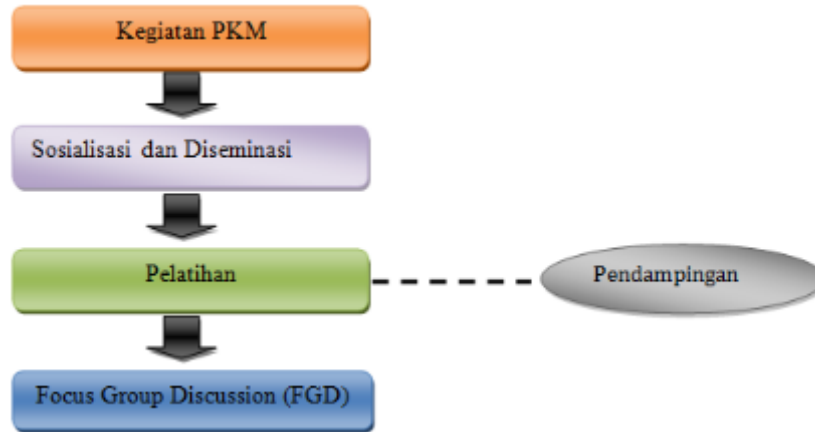 Kegiatan PKM
Sosialisasi dan Diseminasi
Pelatihan
Pendampingan
Focus Group Discussion (FGD)